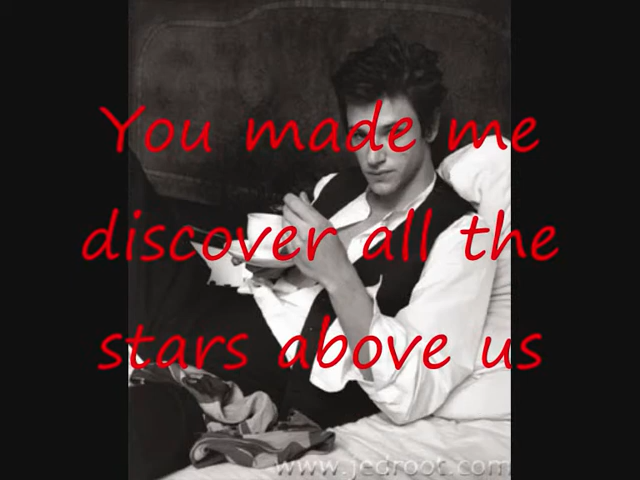 You made me
discover all the
stars above us
www.jedroot.com